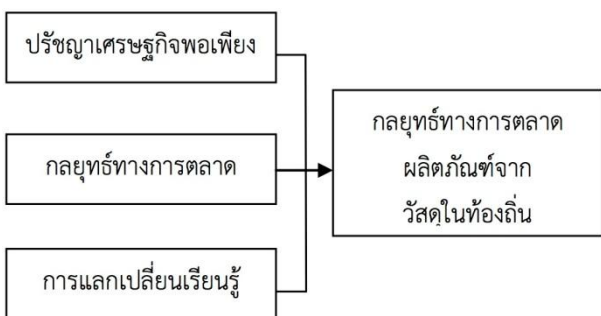 ปรัชญาเศรษฐกิจพอเพียง
กลยุทธ์ทางการตลาด
การแลกเปลี่ยนเรียนรู้
กลยุทธ์ทางการตลาด
ผลิตภัณฑ์จาก
วัสดุในท้องถิ่น